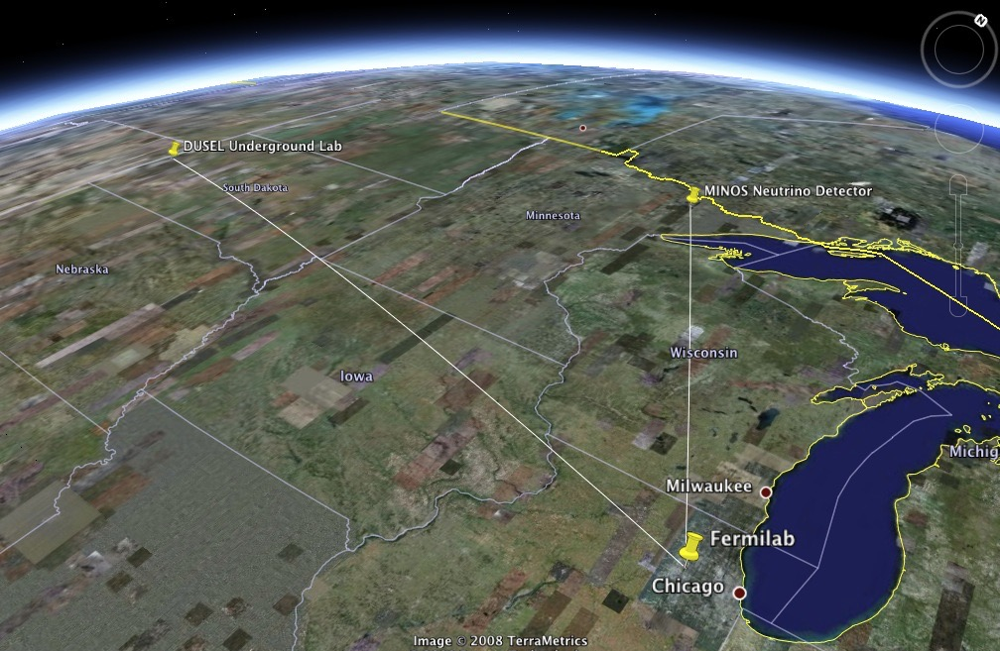 N
DUSEL Underground Lab
South Dakota
MINOS Neutrino Detector
Minnesota
Nebraska
Wisconsin
Iowa
Michig
Milwaukee
Fermilab
Chicago
Image © 2008 TerraMetrics